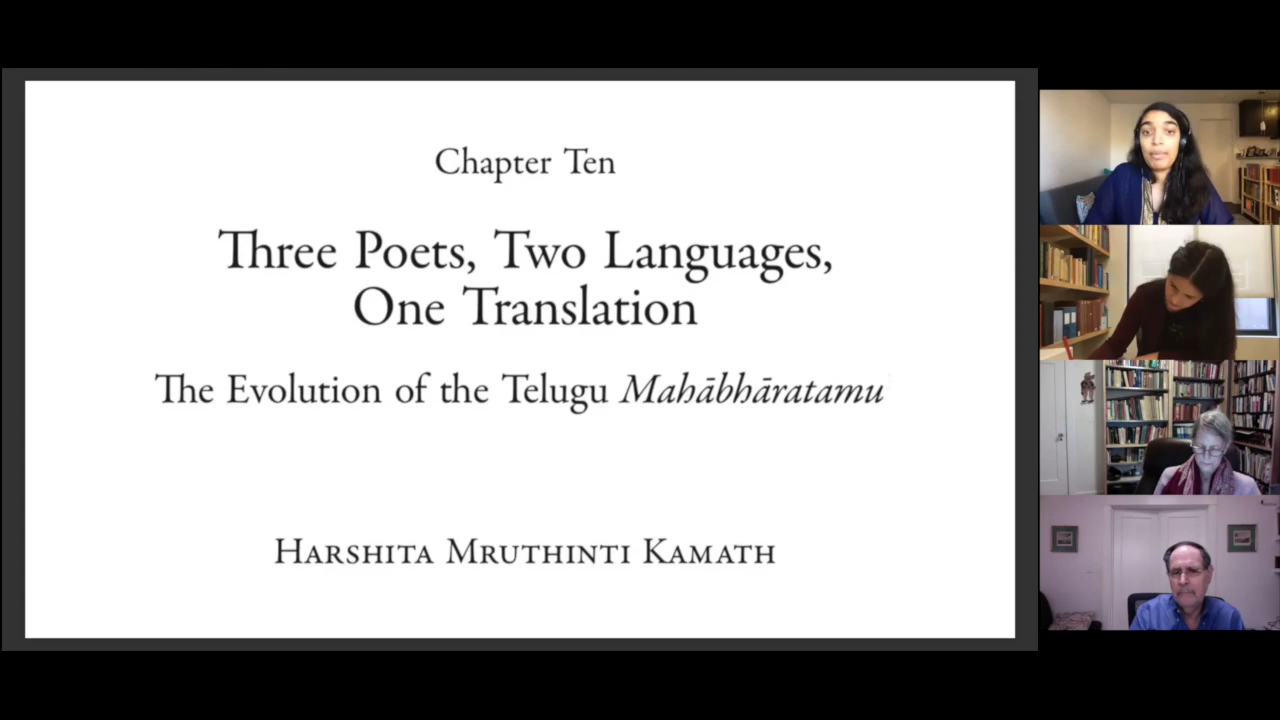 Chapter Ten
Three Poets, Two Languages,
One Translation
The Evolution of the Telugu Mahābhāratamu
Harshita Mruthinti Kamath